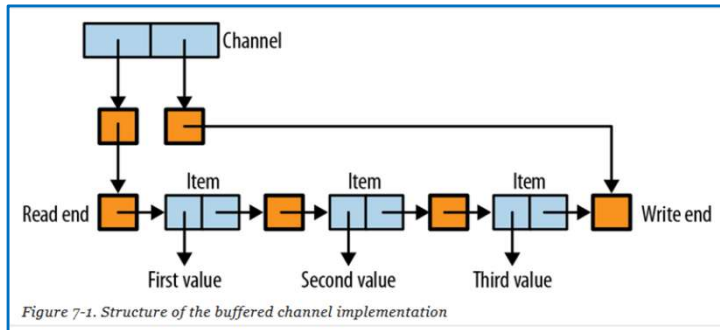 Channel
Item Item Item
Read end Write end
First value Second value Third value
Figure 7-1. Structure of the buffered channel implementation